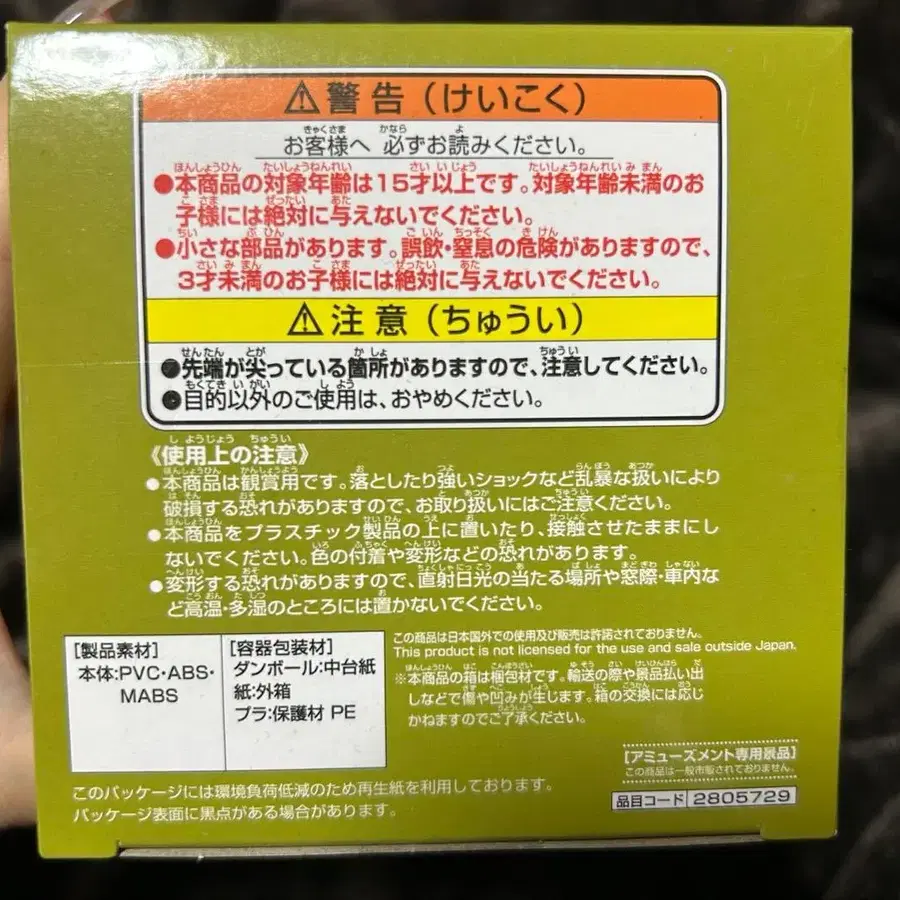 ⚠警告(けいこく)
お客様へ 必ずお読みください。
●本商品の対象年齢は15才以上です。対象年齢未満のお
子様には絶対に与えないでください。
●小さな部品があります。誤飲・窒息の危険がありますので、
3才未満のお子様には絶対に与えないでください。
⚠注意(ちゅうい)
●先端が尖っている箇所がありますので、注意してください。
●目的以外のご使用は、おやめください。
《使用上の注意》
●本商品は観賞用です。落としたり強いショックなど乱暴な扱いにより
破損する恐れがありますので、お取り扱いにはご注意ください。
●本商品をプラスチック製品の上に置いたり、接触させたままにし
ないでください。色の付着や変形などの恐れがあります。
●変形する恐れがありますので、直射日光の当たる場所や窓際・車内な
ど高温・多湿のところには置かないでください。
[製品素材]
本体:PVC・ABS・
MABS
[容器包装材]
ダンボール:中台紙
紙:外箱
プラ:保護材 PE
この商品は日本国外での使用及び販売は許諾されておりません。
This product is not licensed for the use and sale outside Japan.
※本商品の箱は梱包材です。輸送の際や景品払い出
しなどで傷や凹みが生じます。箱の交換には応じ
かねますのでご了承ください。
[アミューズメント専用景品]
この商品は一般市販されておりません。
品目コード 2805729
このパッケージには環境負荷低減のため再生紙を利用しております。
パッケージ表面に黒点がある場合があります。